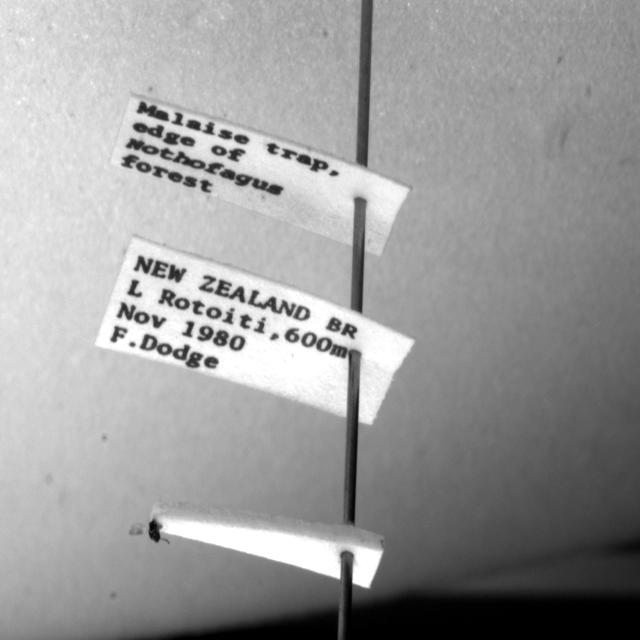 Malaise trap,
edge of
Nothofagus
forest
NEW ZEALAND BR
L Rotoiti,600m
Nov 1980
F.Dodge